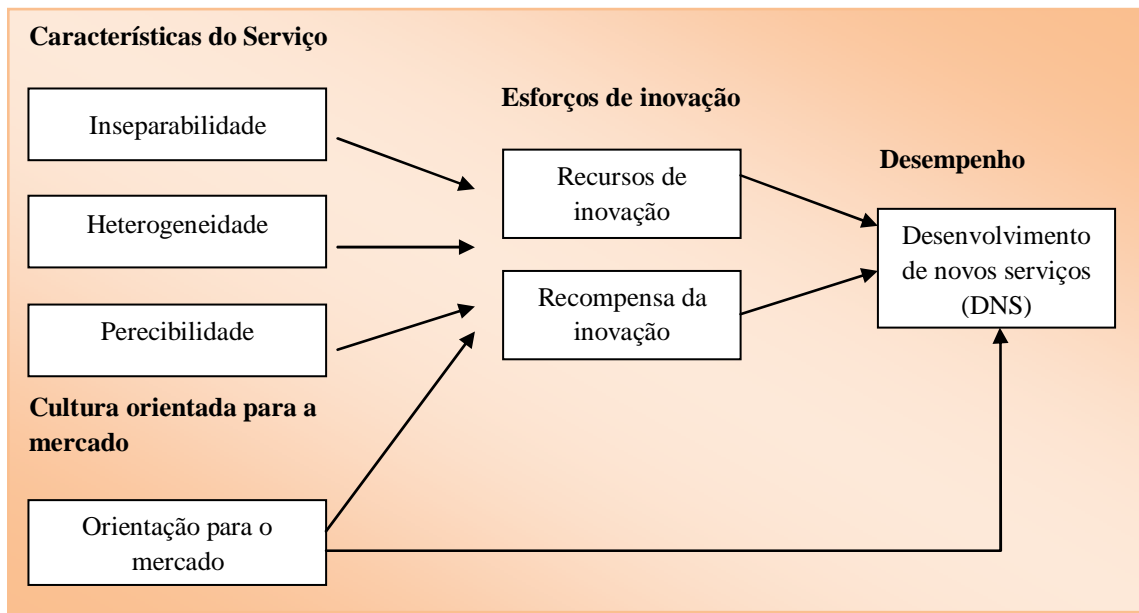 Características do Serviço
Inseparabilidade
Heterogeneidade
Perecibilidade
Cultura orientada para a
mercado
Orientação para o
mercado
Esforços de inovação
Recursos de
inovação
Recompensa da
inovação
Desempenho
Desenvolvimento
de novos serviços
(DNS)